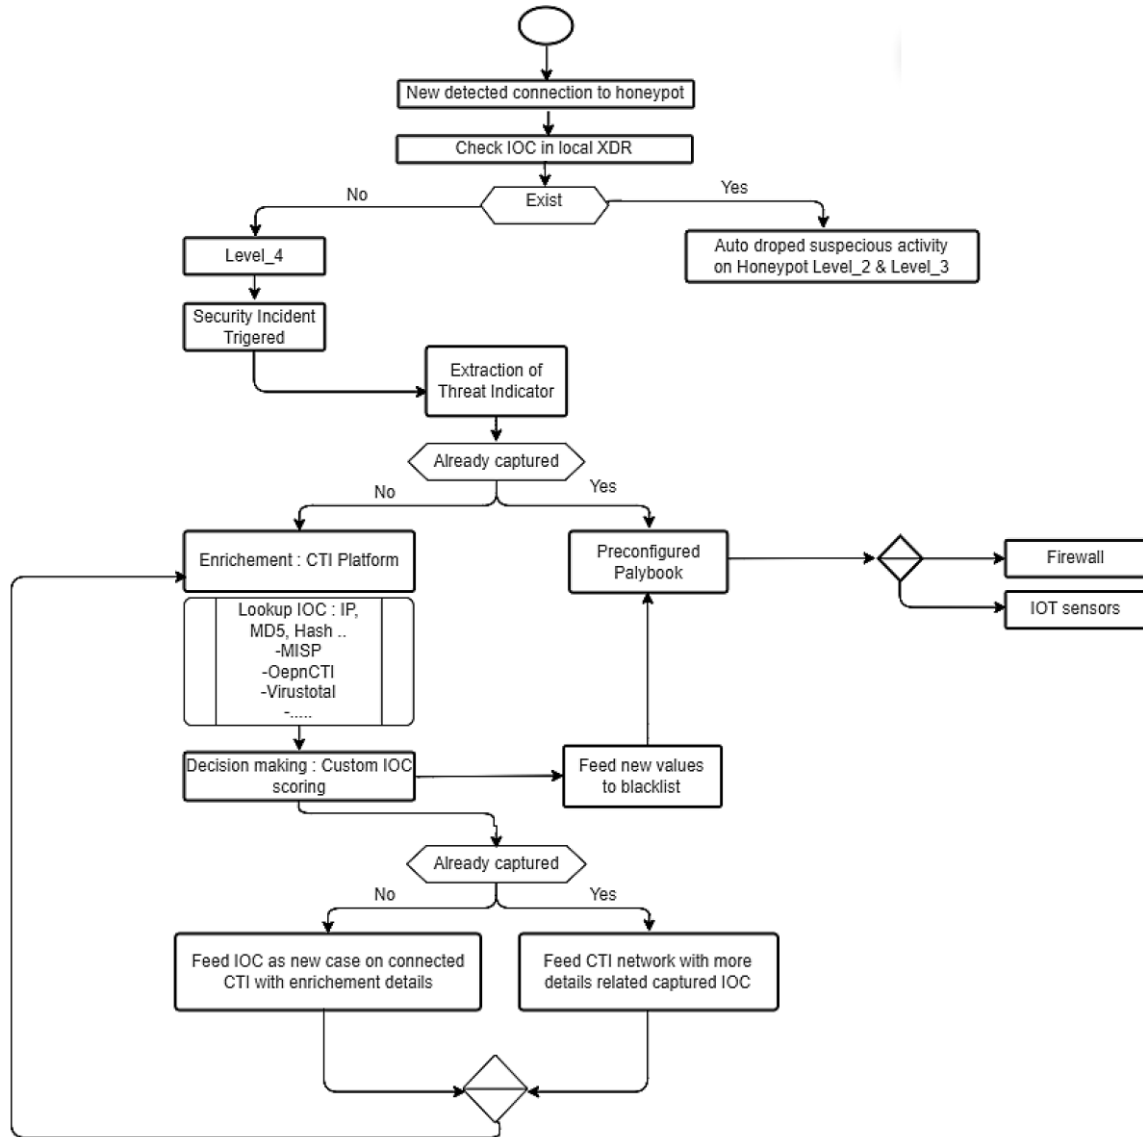 New detected connection to honeypot
Check IOC in local XDR
Exist
No
Yes
Level_4
Auto droped suspecious activity
on Honeypot Level_2 & Level_3
Security Incident
Trigered
Extraction of
Threat Indicator
Already captured
No
Yes
Enrichement : CTI Platform
Preconfigured
Palybook
Firewall
IOT sensors
Lookup IOC : IP,
MD5, Hash ..
-MISP
-OepnCTI
-Virustotal
-.....
Decision making : Custom IOC
scoring
Feed new values
to blacklist
Already captured
No
Yes
Feed IOC as new case on connected
CTI with enrichement details
Feed CTI network with more
details related captured IOC